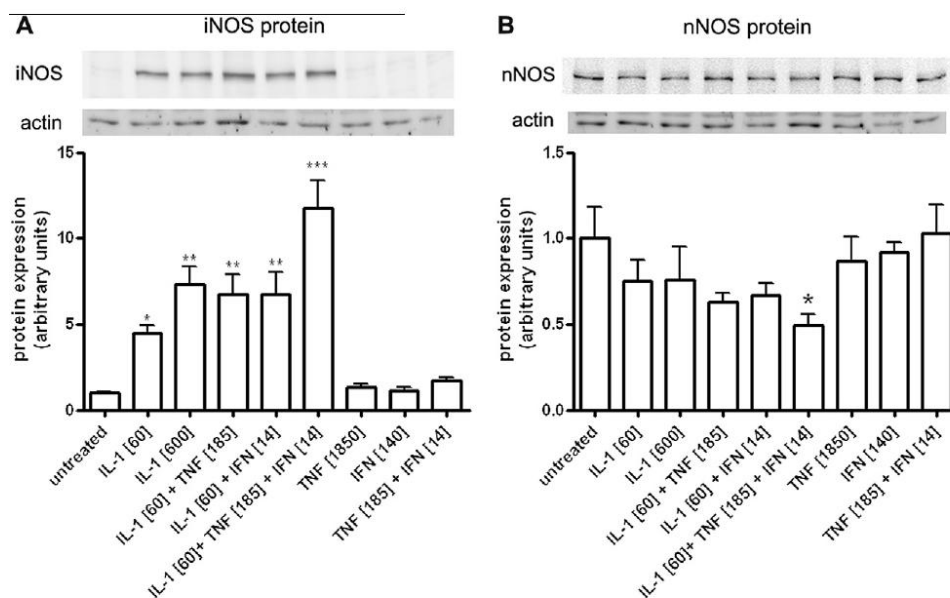 A
iNOS protein
iNOS
actin
15
10
5
0
protein expression
(arbitrary units)
*
**
**
**
***
untreated
IL-1 [60]
IL-1 [600]
IL-1 [60] + TNF [185]
IL-1 [60] + IFN [14]
IL-1 [60]+ TNF [185] + IFN [14]
TNF [1850]
IFN [140]
TNF [185] + IFN [14]
B
nNOS protein
nNOS
actin
1.0
0.5
0.0
protein expression
(arbitrary units)
*
untreated
IL-1 [60]
IL-1 [600]
IL-1 [60] + TNF [185]
IL-1 [60] + IFN [14]
IL-1 [60]+ TNF [185] + IFN [14]
TNF [1850]
IFN [140]
TNF [185] + IFN [14]